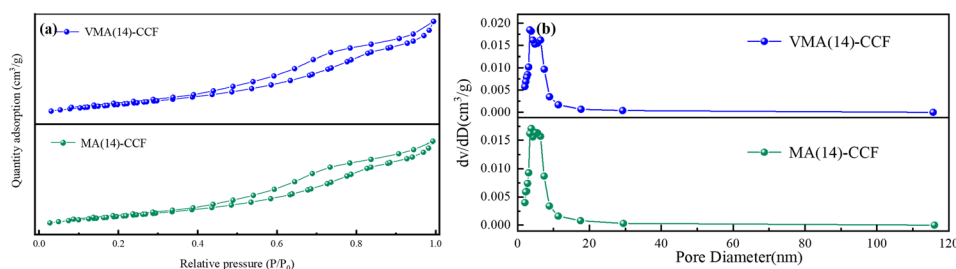 (a)
VMA(14)-CCF
MA(14)-CCF
Quantity adsorption (cm³/g)
0.0 0.2 0.4 0.6 0.8 1.0
Relative pressure (P/P₀)
(b)
VMA(14)-CCF
MA(14)-CCF
dv/dD(cm³/g)
0.020
0.015
0.010
0.005
0.000
0.015
0.010
0.005
0.000
0 20 40 60 80 100 120
Pore Diameter(nm)